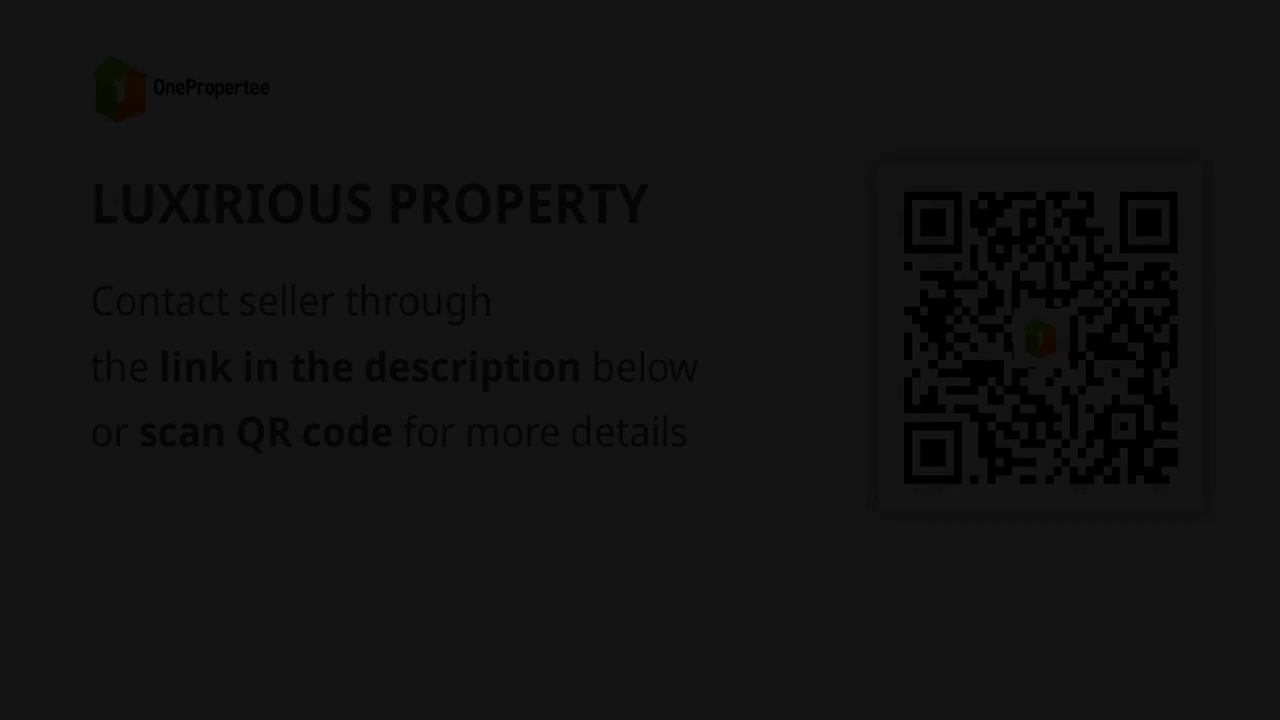 OnePropertee
LUXIRIOUS PROPERTY
Contact seller through
the link in the description below
or scan QR code for more details